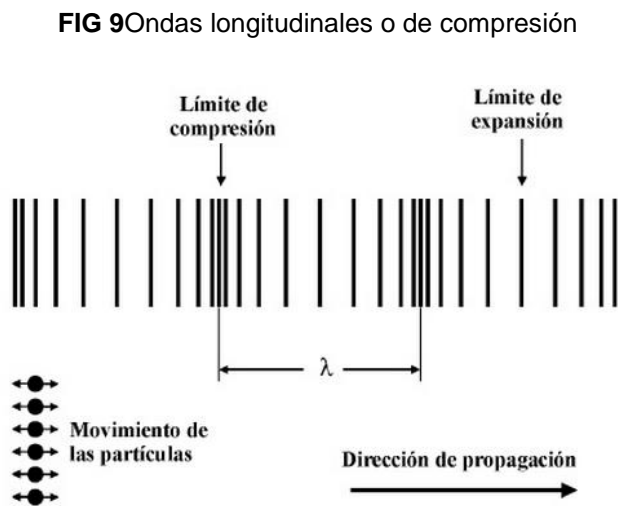 FIG 9Ondas longitudinales o de compresión
Límite de
compresión
Límite de
expansión
λ
Movimiento de
las partículas
Dirección de propagación